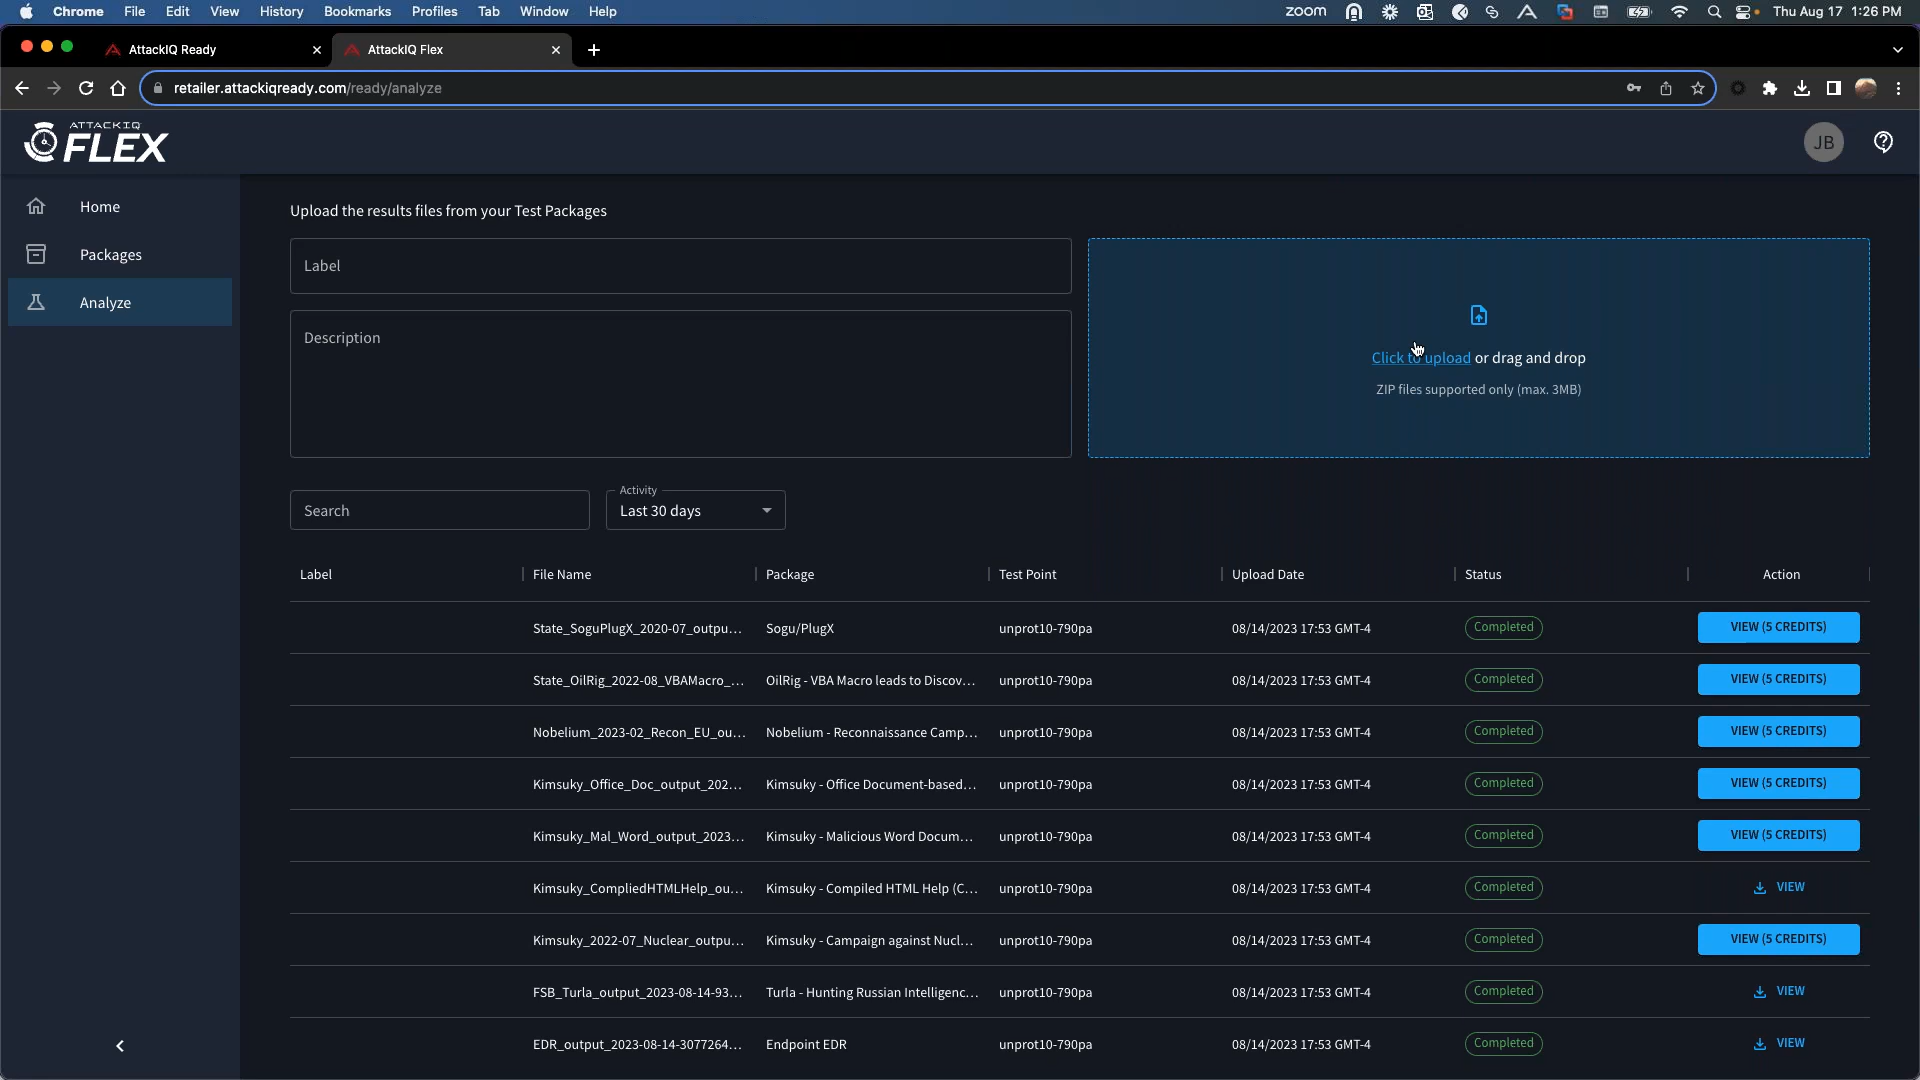 Chrome File Edit View History Bookmarks Profiles Tab Window Help zoom Thu Aug 17 1:26 PM
AttackIQ Ready AttackIQ Flex
retailer.attackiqready.com/ready/analyze
ATTACKIQ
FLEX
JB
Home
Packages
Analyze
Upload the results files from your Test Packages
Label
Description
Click to upload or drag and drop
ZIP files supported only (max. 3MB)
Search
Activity
Last 30 days
Label File Name Package Test Point Upload Date Status Action
State_SoguPlugX_2020-07_outpu... Sogu/PlugX unprot10-790pa 08/14/2023 17:53 GMT-4 Completed VIEW (5 CREDITS)
State_OilRig_2022-08_VBAMacro_... OilRig - VBA Macro leads to Discov... unprot10-790pa 08/14/2023 17:53 GMT-4 Completed VIEW (5 CREDITS)
Nobelium_2023-02_Recon_EU_ou... Nobelium - Reconnaissance Camp... unprot10-790pa 08/14/2023 17:53 GMT-4 Completed VIEW (5 CREDITS)
Kimsuky_Office_Doc_output_202... Kimsuky - Office Document-based... unprot10-790pa 08/14/2023 17:53 GMT-4 Completed VIEW (5 CREDITS)
Kimsuky_Mal_Word_output_2023... Kimsuky - Malicious Word Docum... unprot10-790pa 08/14/2023 17:53 GMT-4 Completed VIEW (5 CREDITS)
Kimsuky_CompliedHTMLHelp_ou... Kimsuky - Compiled HTML Help (C... unprot10-790pa 08/14/2023 17:53 GMT-4 Completed VIEW
Kimsuky_2022-07_Nuclear_outpu... Kimsuky - Campaign against Nucl... unprot10-790pa 08/14/2023 17:53 GMT-4 Completed VIEW (5 CREDITS)
FSB_Turla_output_2023-08-14-93... Turla - Hunting Russian Intelligenc... unprot10-790pa 08/14/2023 17:53 GMT-4 Completed VIEW
EDR_output_2023-08-14-3077264... Endpoint EDR unprot10-790pa 08/14/2023 17:53 GMT-4 Completed VIEW